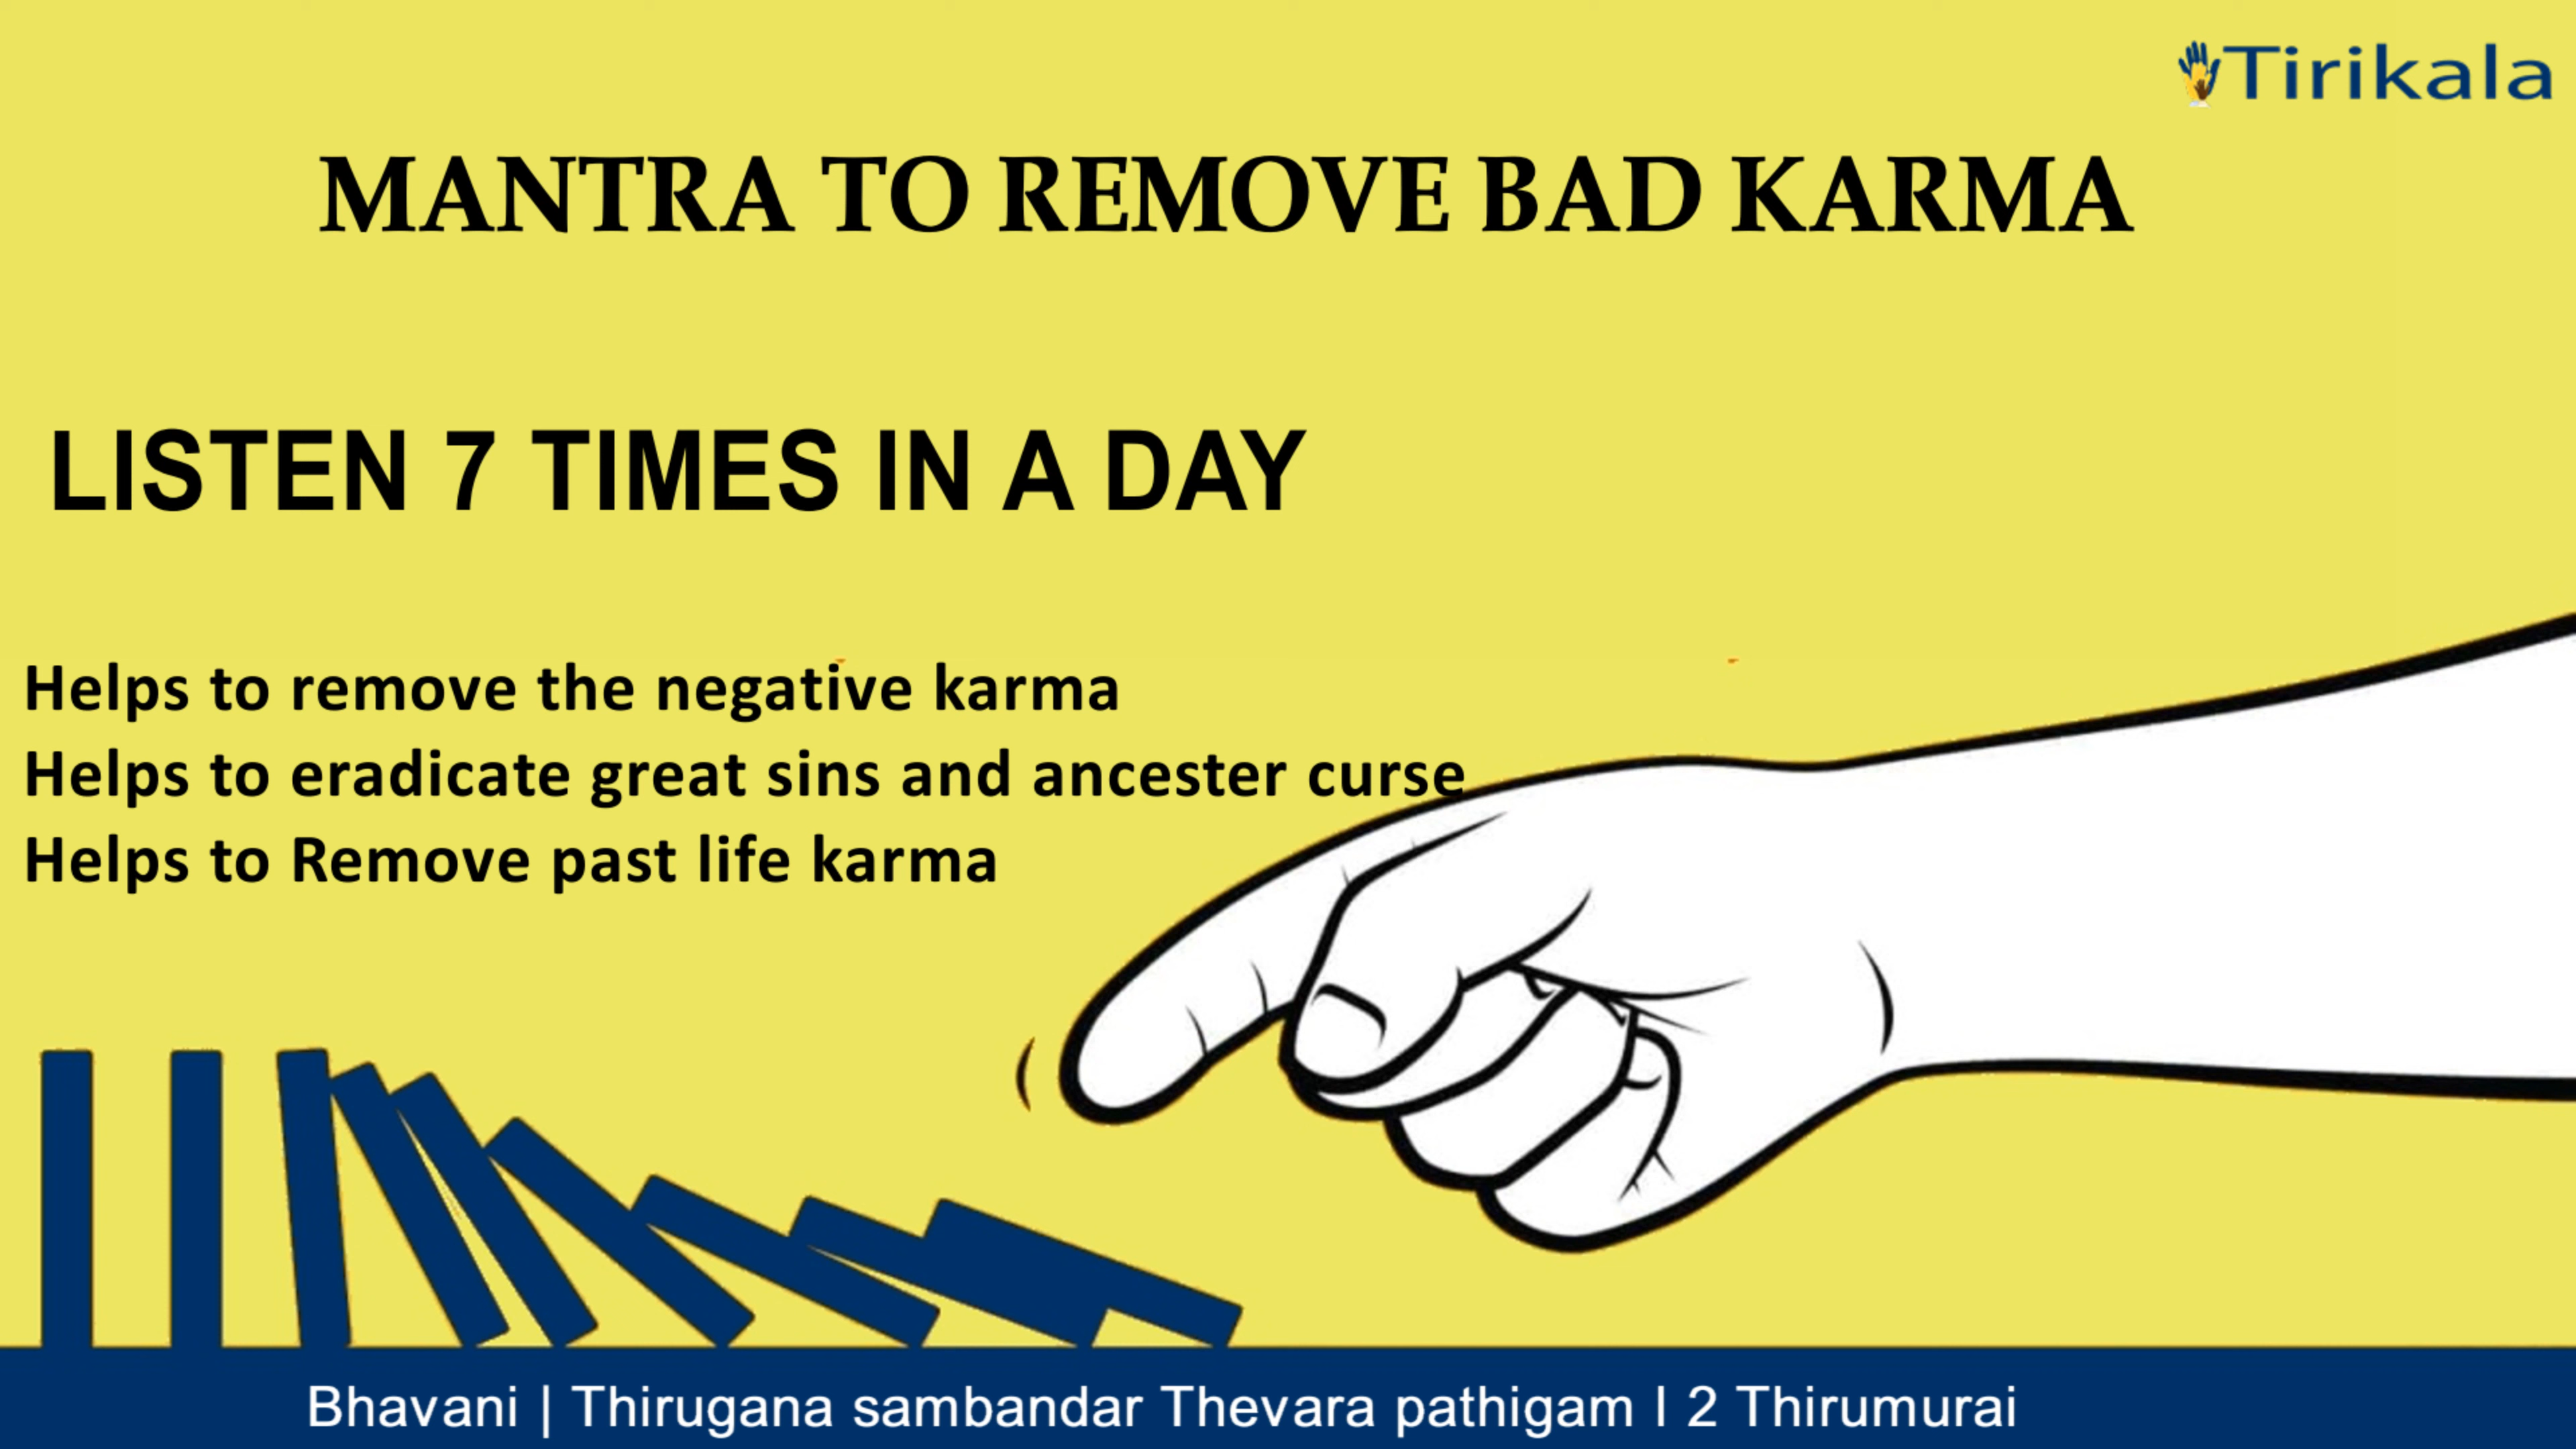 Tirikala
MANTRA TO REMOVE BAD KARMA
LISTEN 7 TIMES IN A DAY
Helps to remove the negative karma
Helps to eradicate great sins and ancester curse
Helps to Remove past life karma
Bhavani | Thirugana sambandar Thevara pathigam I 2 Thirumurai